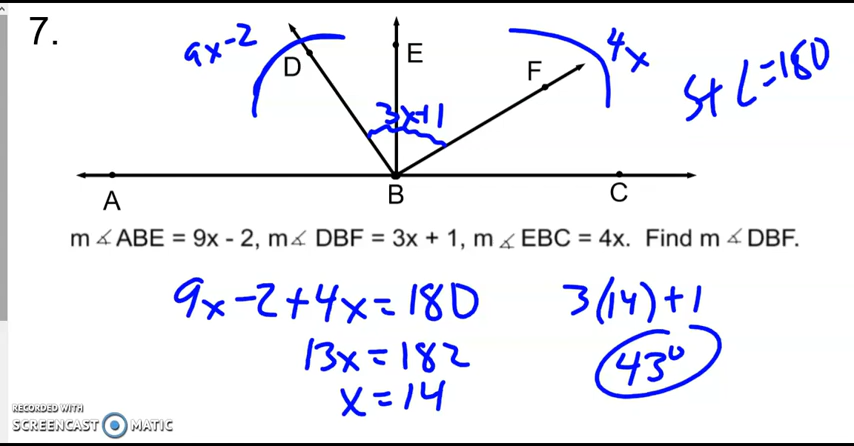 7.
9x-2
4x
D
E
F
St L=180
3x+1
A
B
C
m∡ABE = 9x - 2, m∡ DBF = 3x + 1, m∡EBC = 4x. Find m∡DBF.
9x-2+4x=180
3(14)+1
13x=182
43°
x=14
RECORDED WITH
SCREENCAST O MATIC